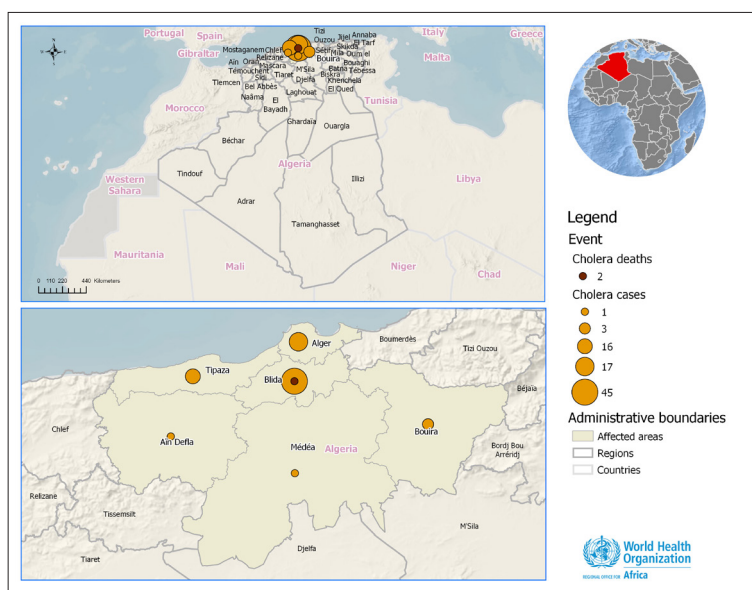 Portugal
Spain
Italy
Greece
Gibraltar
Malta
Tizi
Ouzou
Jijel
Annaba
Skikda
El Tarf
Mostaganem
Chlef
Sétif
Mila
Oum el
Relizane
Bouira
Bouaghi
Aïn
Oran
Mascara
M'Sila
Batna
Témouchent
Tiaret
Djelfa
Biskra
Tébessa
Sidi
Khenchela
Tlemcen
Bel Abbès
Laghouat
El Oued
Naâma
El
Bayadh
Tunisia
Morocco
Ghardaïa
Ouargla
Béchar
Algeria
Western
Sahara
Tindouf
Illizi
Libya
Adrar
Tamanghasset
Mauritania
Mali
Niger
Chad
0 110 220 440 Kilometers
Alger
Boumerdès
Tizi Ouzou
Tipaza
Blida
Béjaïa
Chlef
Bouira
Aïn Defla
Médéa
Algeria
Bordj Bou
Arréridj
Relizane
Tissemsilt
M'Sila
Djelfa
Tiaret
Legend
Event
Cholera deaths
2
Cholera cases
1
3
16
17
45
Administrative boundaries
Affected areas
Regions
Countries
World Health
Organization
REGIONAL OFFICE FOR Africa